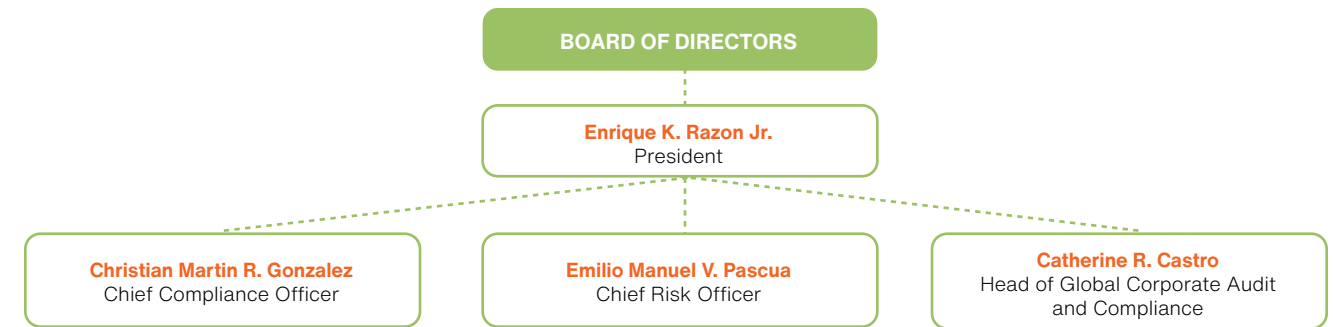 BOARD OF DIRECTORS
Enrique K. Razon Jr.
President
Christian Martin R. Gonzalez
Chief Compliance Officer
Emilio Manuel V. Pascua
Chief Risk Officer
Catherine R. Castro
Head of Global Corporate Audit
and Compliance